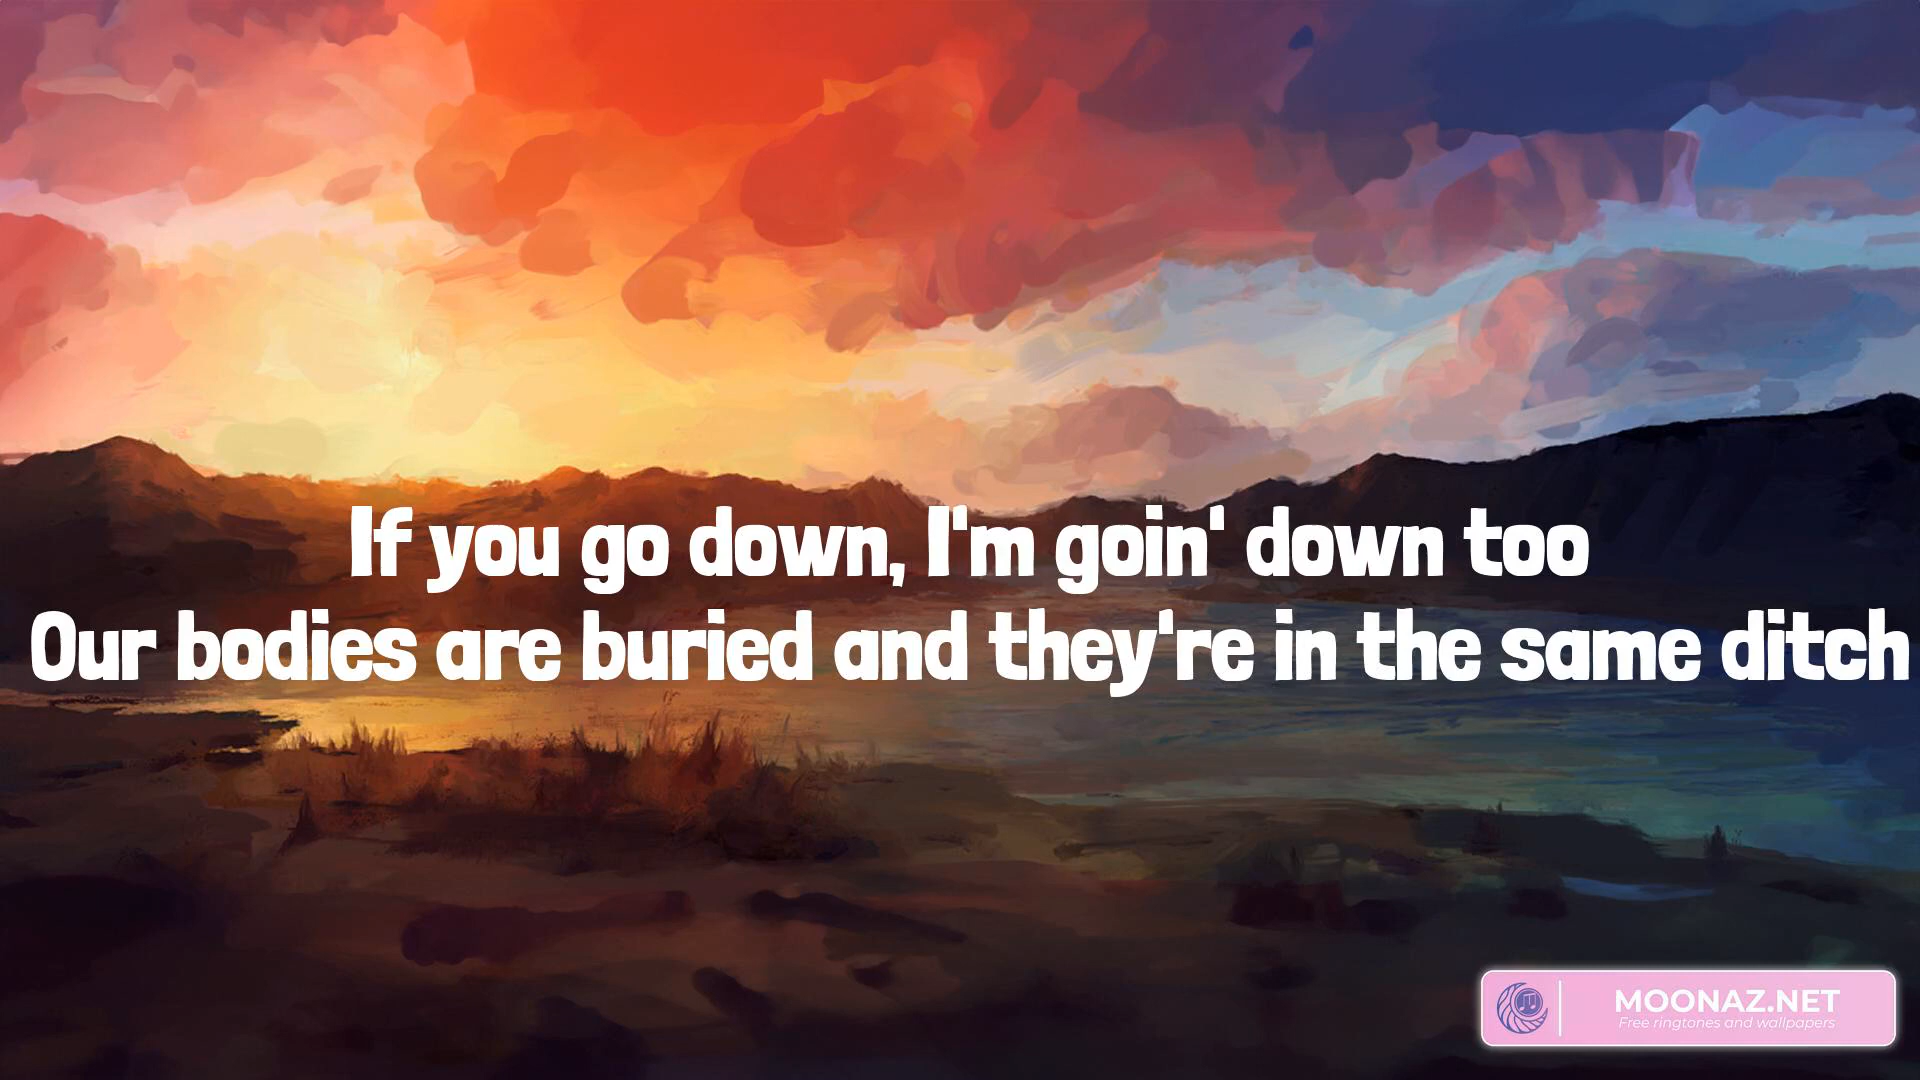 If you go down, I'm goin' down too
Our bodies are buried and they're in the same ditch
MOONAZ.NET
Free ringtones and wallpapers